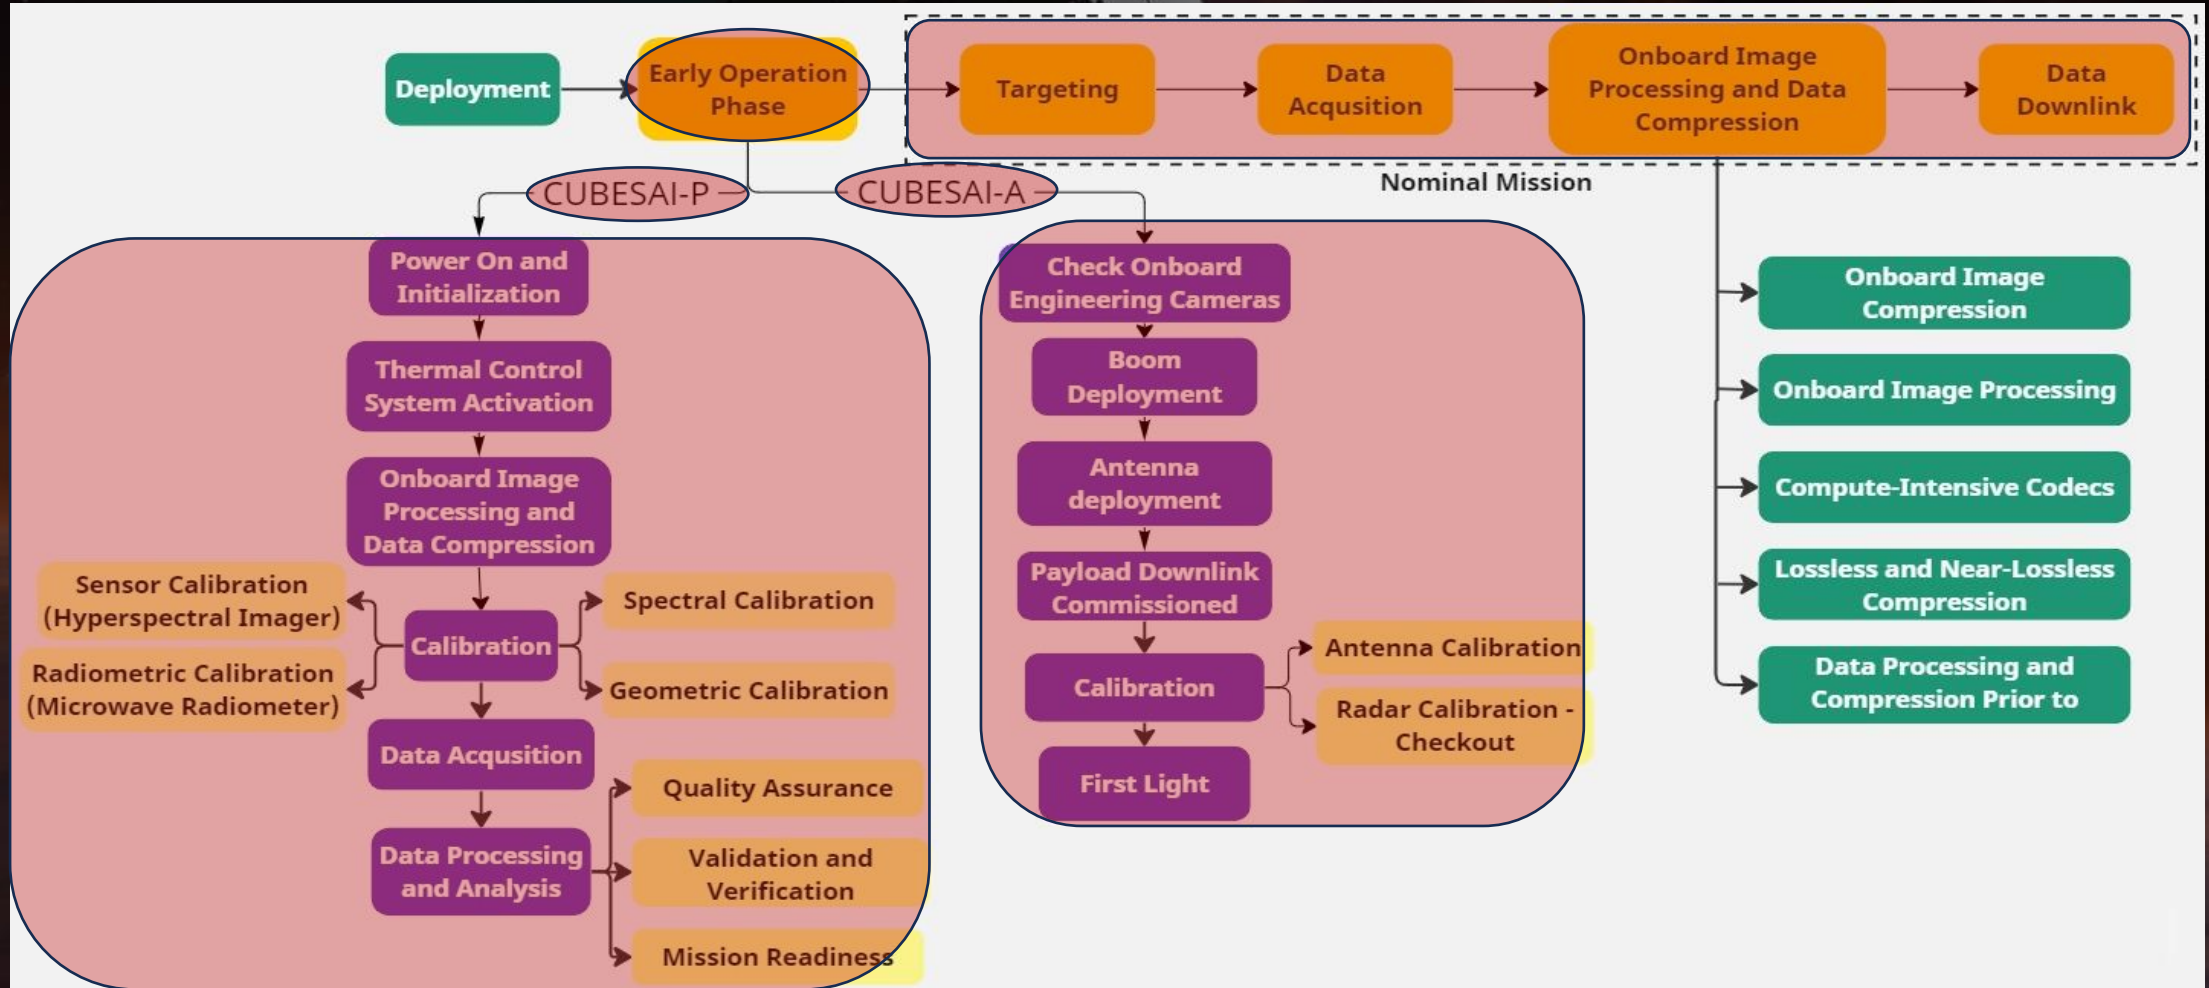 Deployment
Early Operation
Phase
Targeting
Data
Acqusition
Onboard Image
Processing and Data
Compression
Data
Downlink
Nominal Mission
CUBESAI-P
CUBESAI-A
Power On and
Initialization
Thermal Control
System Activation
Onboard Image
Processing and
Data Compression
Sensor Calibration
(Hyperspectral Imager)
Radiometric Calibration
(Microwave Radiometer)
Calibration
Spectral Calibration
Geometric Calibration
Data Acqusition
Data Processing
and Analysis
Quality Assurance
Validation and
Verification
Mission Readiness
Check Onboard
Engineering Cameras
Boom
Deployment
Antenna
deployment
Payload Downlink
Commissioned
Calibration
Antenna Calibration
Radar Calibration -
Checkout
First Light
Onboard Image
Compression
Onboard Image Processing
Compute-Intensive Codecs
Lossless and Near-Lossless
Compression
Data Processing and
Compression Prior to